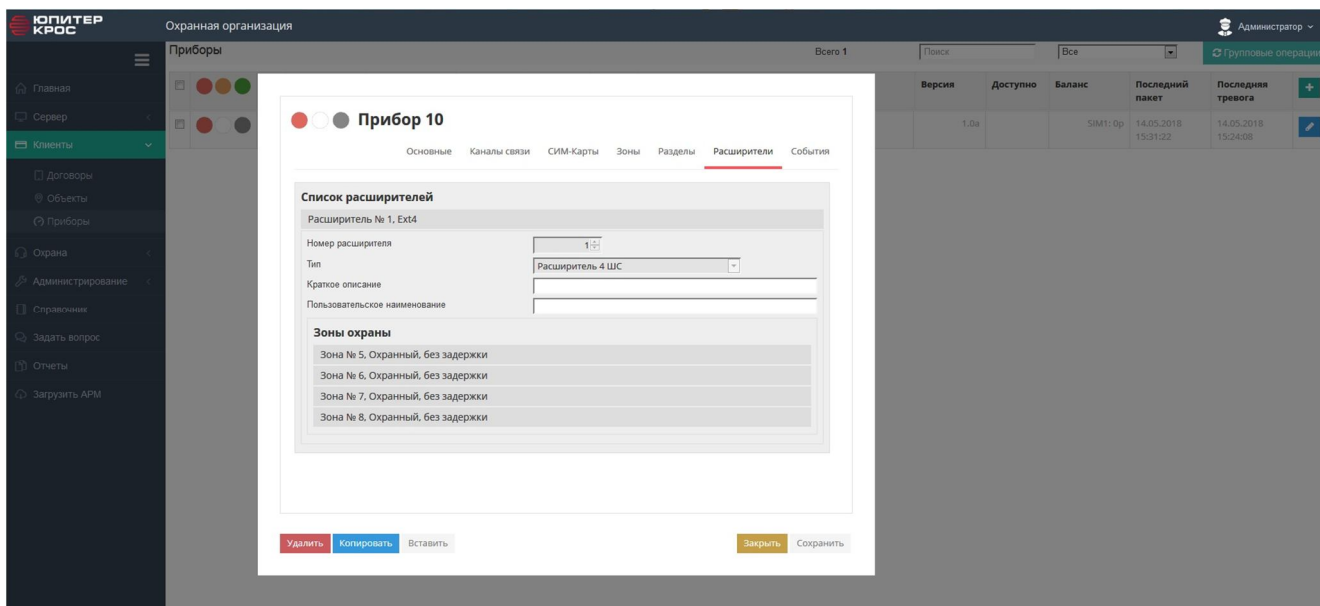 ЮПИТЕР
КРОС
Охранная организация
Администратор
Приборы
Всего 1
Поиск
Все
Групповые операции
Главная
Сервер
Клиенты
Договоры
Объекты
Приборы
Охрана
Администрирование
Справочник
Задать вопрос
Отчеты
Загрузить АРМ
Версия
Доступно
Баланс
Последний
пакет
Последняя
тревога
1.0a
SIM1: 0р
14.05.2018
15:31:22
14.05.2018
15:24:08
Прибор 10
Основные
Каналы связи
СИМ-Карты
Зоны
Разделы
Расширители
События
Список расширителей
Расширитель № 1, Ext4
Номер расширителя
1
Тип
Расширитель 4 ШС
Краткое описание
Пользовательское наименование
Зоны охраны
Зона № 5, Охранный, без задержки
Зона № 6, Охранный, без задержки
Зона № 7, Охранный, без задержки
Зона № 8, Охранный, без задержки
Удалить
Копировать
Вставить
Закрыть
Сохранить